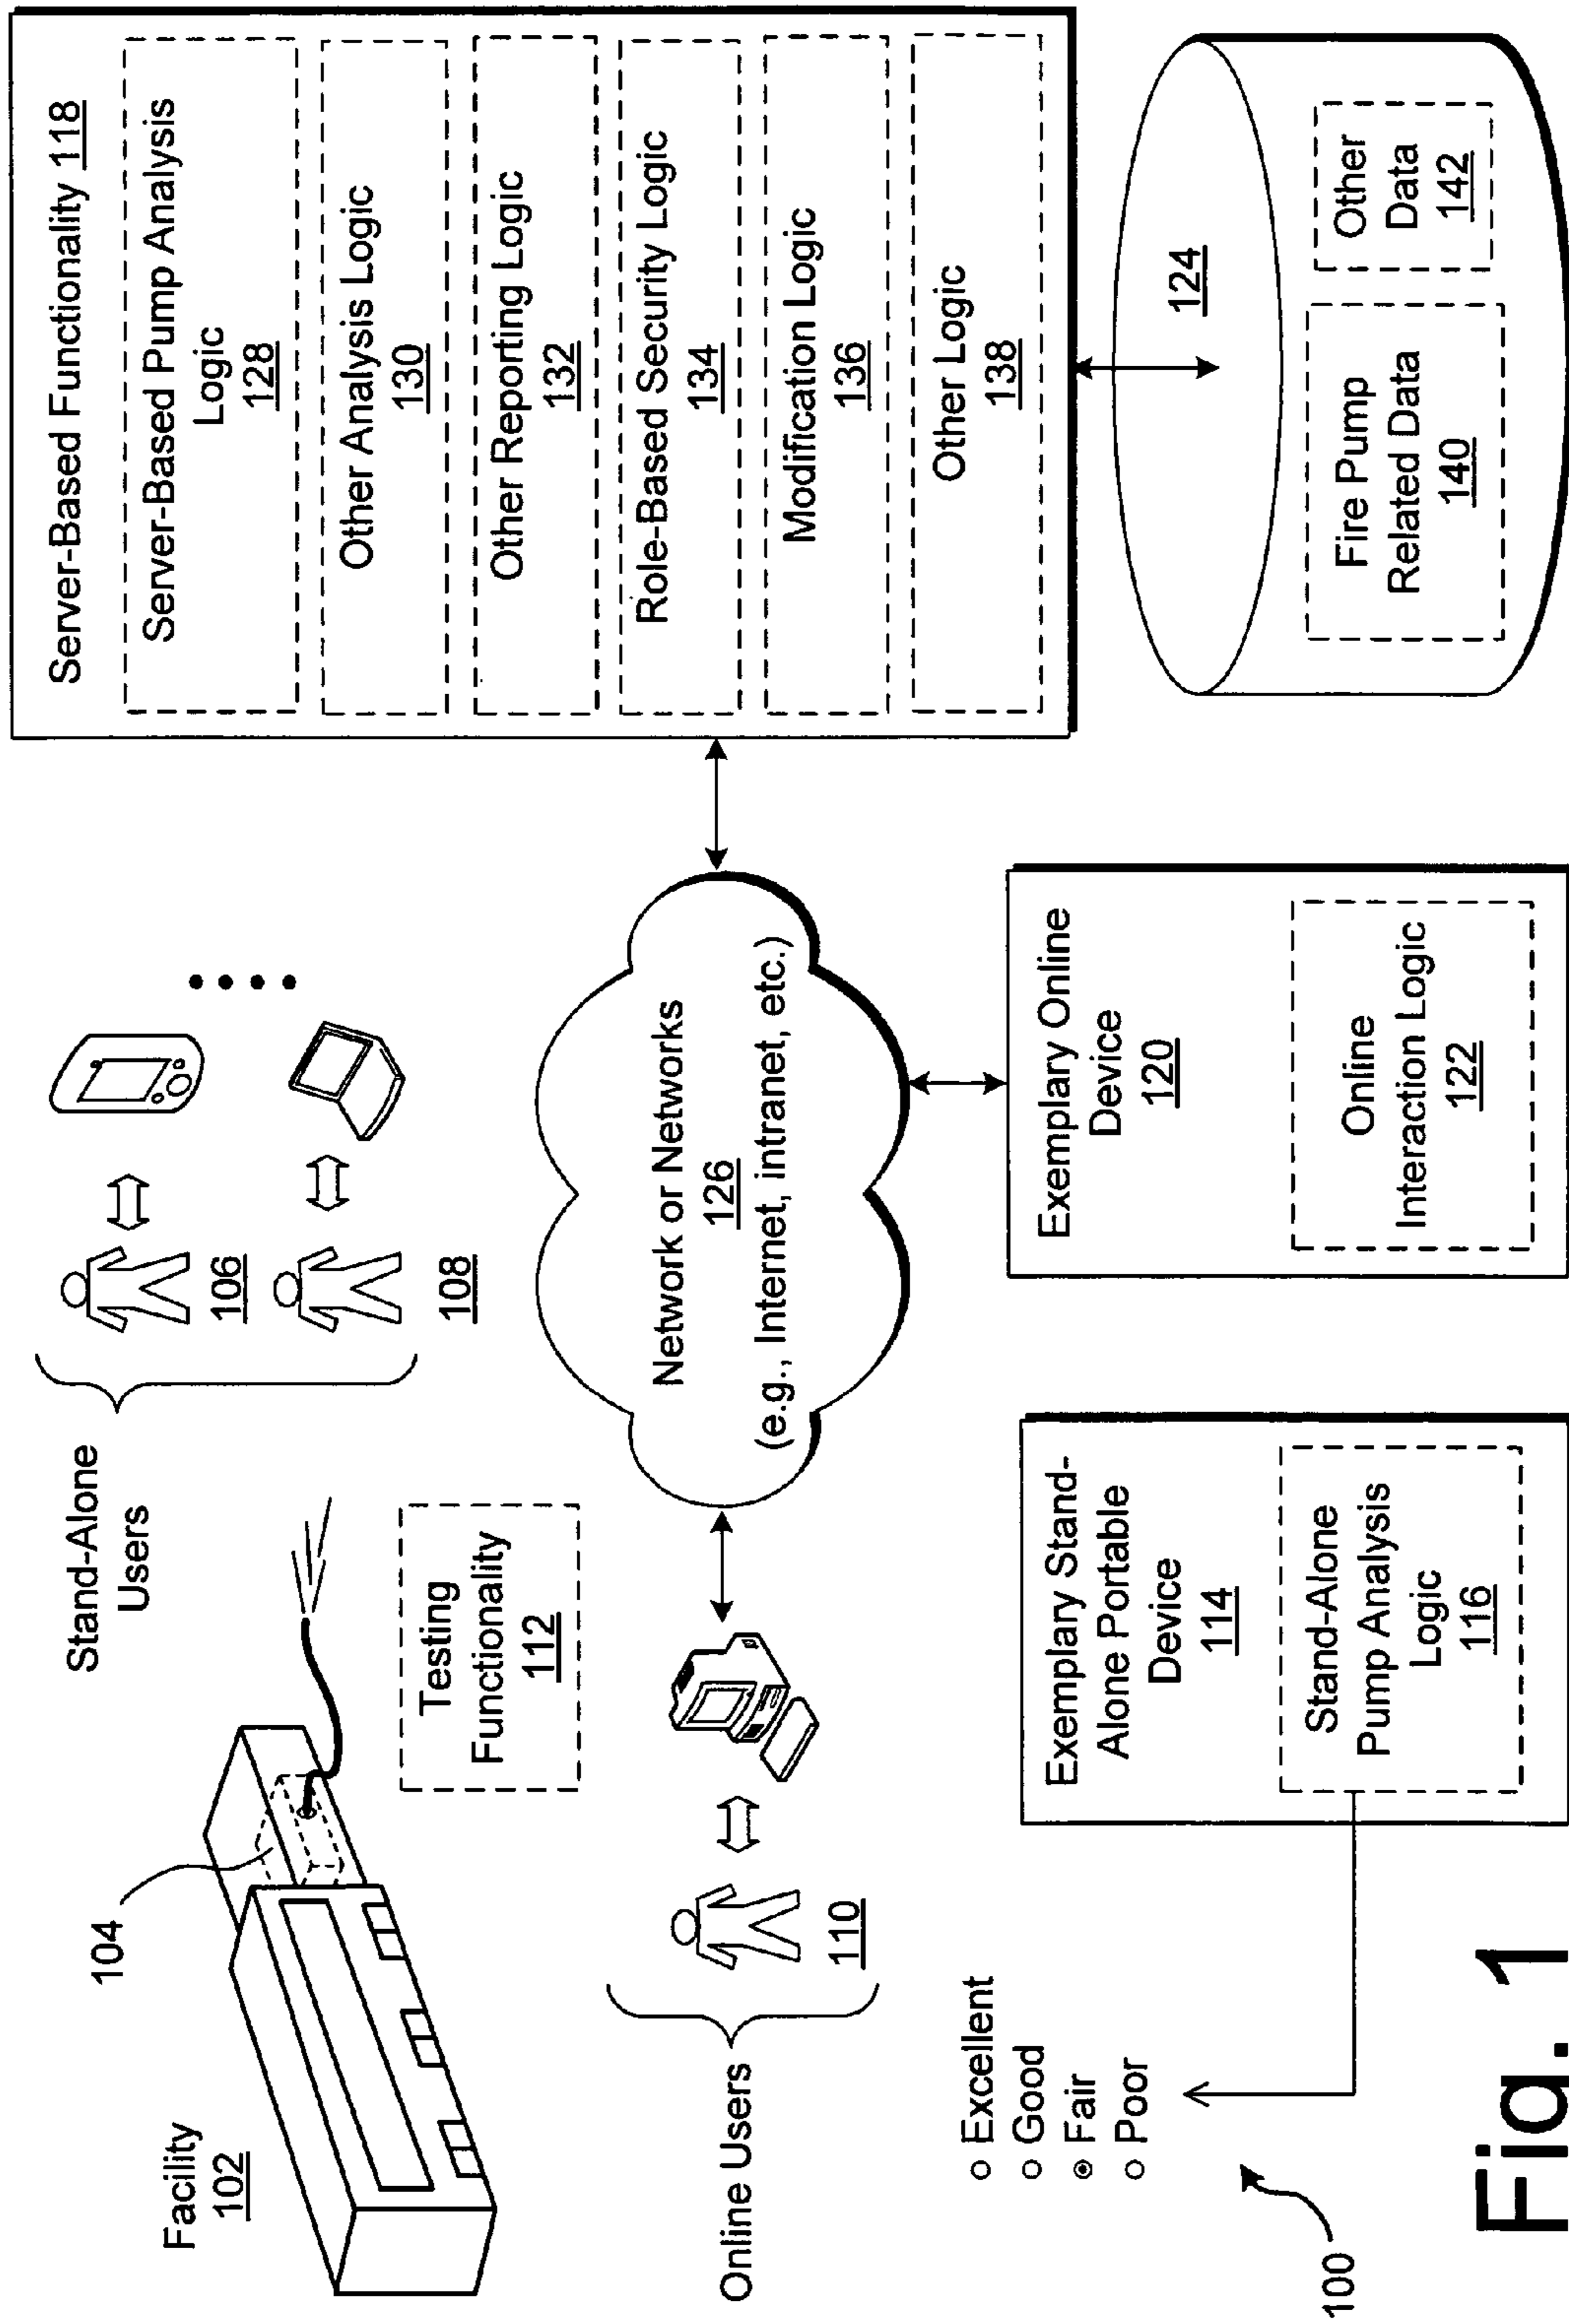 Facility
102
104
Stand-Alone
Users
106
108
Testing
Functionality
112
Online Users
110
Network or Networks
126
(e.g., Internet, intranet, etc.)
Server-Based Functionality 118
Server-Based Pump Analysis
Logic
128
Other Analysis Logic
130
Other Reporting Logic
132
Role-Based Security Logic
134
Modification Logic
136
Other Logic
138
124
Fire Pump
Related Data
140
Other
Data
142
Exemplary Online
Device
120
Online
Interaction Logic
122
Exemplary Stand-
Alone Portable
Device
114
Stand-Alone
Pump Analysis
Logic
116
Excellent
Good
Fair
Poor
100
Fig. 1